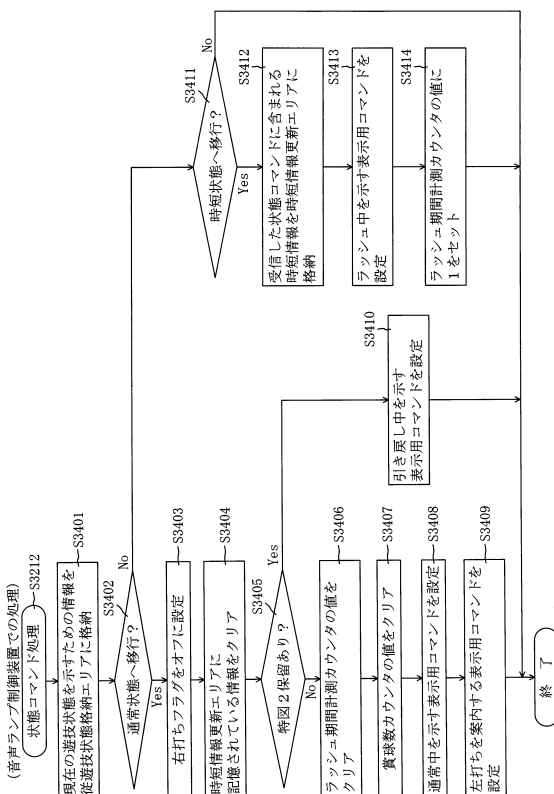 (音声ランプ制御装置での処理)
状態コマンド処理
S3212
現在の遊技状態を示すための情報を
従遊技状態格納エリアに格納
S3401
通常状態へ移行？
S3402
Yes
No
右打ちフラグをオフに設定
S3403
時短情報更新エリアに
記憶されている情報をクリア
S3404
特図２保留あり？
S3405
Yes
No
ラッシュ期間計測カウンタの値を
クリア
S3406
賞球数カウンタの値をクリア
S3407
通常中を示す表示用コマンドを設定
S3408
左打ちを案内する表示用コマンドを
設定
S3409
引き戻し中を示す
表示用コマンドを設定
S3410
時短状態へ移行？
S3411
No
Yes
受信した状態コマンドに含まれる
時短情報を時短情報更新エリアに
格納
S3412
ラッシュ中を示す表示用コマンドを
設定
S3413
ラッシュ期間計測カウンタの値に
１をセット
S3414
終　了